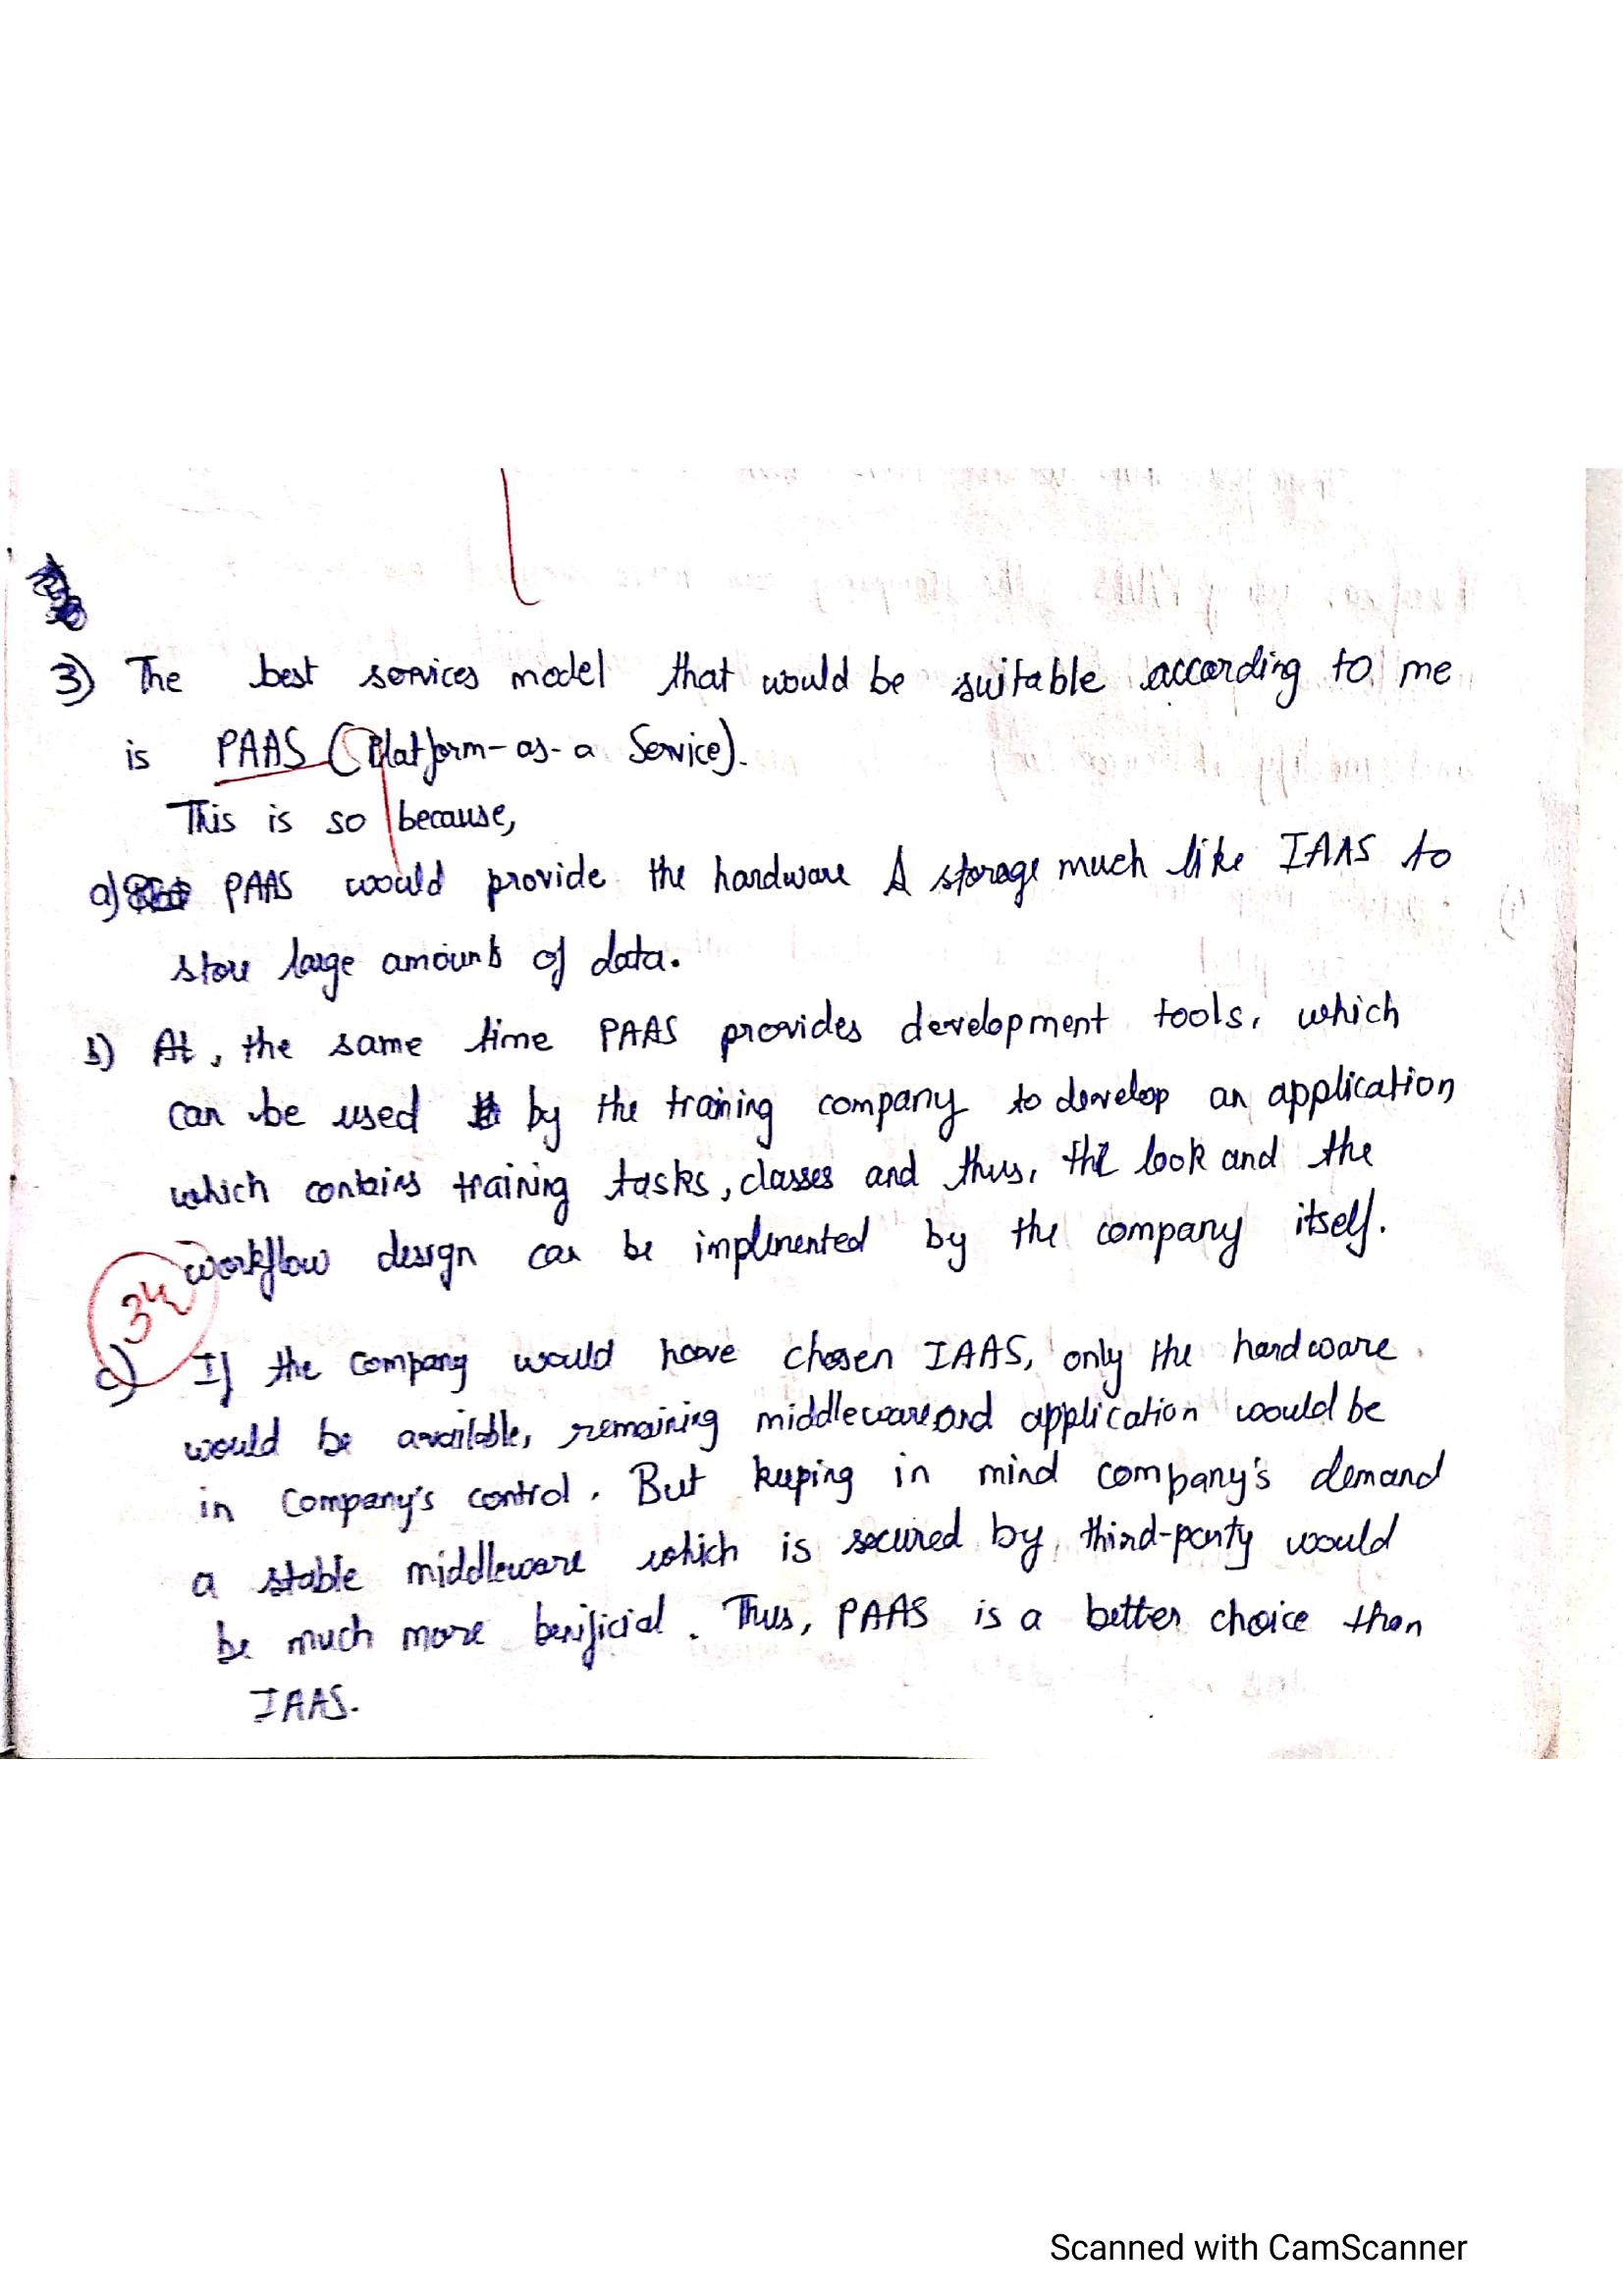 3) The best services model that would be suitable according to me
is PAAS (Platform-as-a Service).
This is so because,
a) PAAS would provide the hardware & storage much like IAAS to
store large amounts of data.
b) At, the same time PAAS provides development tools, which
can be used by the training company to develop an application
which contains training tasks, classes and thus, the look and the
workflow design can be implmented by the company itself.
c) If the company would have chosen IAAS, only the hardware
would be available, remaining middleware and application would be
in Company's control. But keeping in mind company's demand
a stable middleware which is secured by third-party would
be much more benificial. Thus, PAAS is a better choice than
IAAS.
Scanned with CamScanner